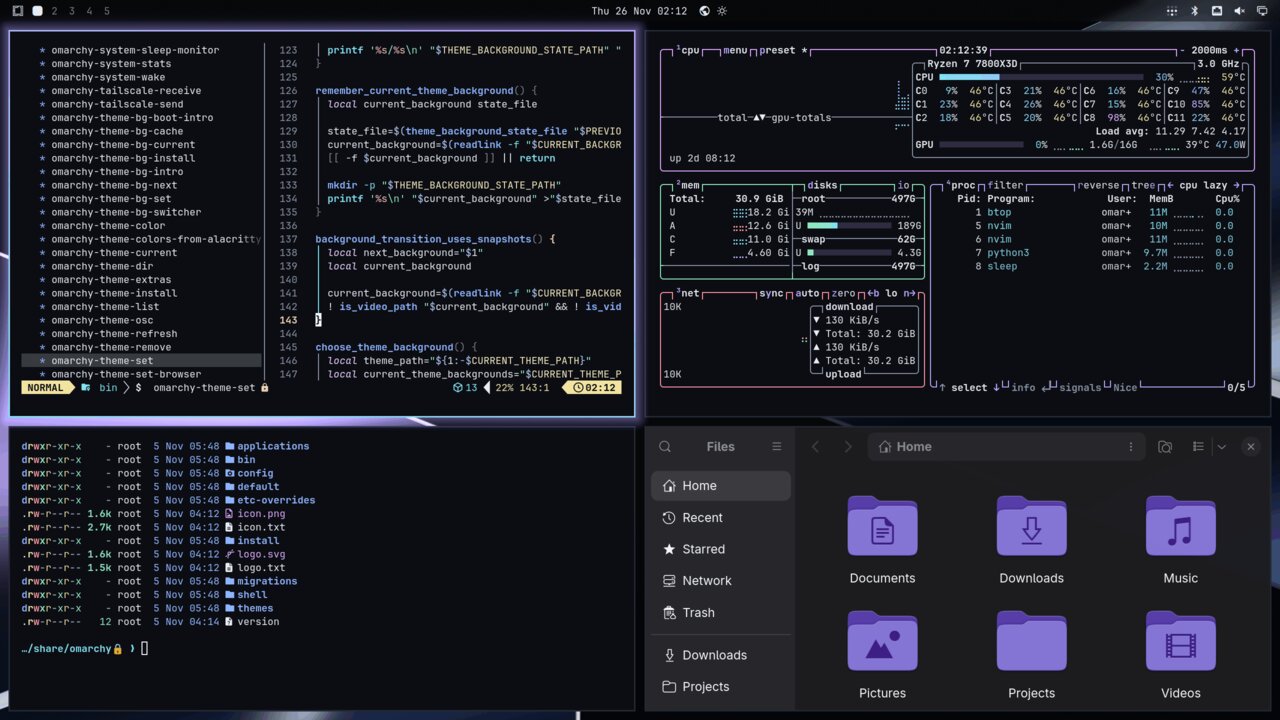 2 3 4 5
Thu 26 Nov 02:12
* omarchy-system-sleep-monitor
* omarchy-system-stats
* omarchy-system-wake
* omarchy-tailscale-receive
* omarchy-tailscale-send
* omarchy-theme-bg-boot-intro
* omarchy-theme-bg-cache
* omarchy-theme-bg-current
* omarchy-theme-bg-install
* omarchy-theme-bg-intro
* omarchy-theme-bg-next
* omarchy-theme-bg-set
* omarchy-theme-bg-switcher
* omarchy-theme-color
* omarchy-theme-colors-from-alacritty
* omarchy-theme-current
* omarchy-theme-dir
* omarchy-theme-extras
* omarchy-theme-install
* omarchy-theme-list
* omarchy-theme-osc
* omarchy-theme-refresh
* omarchy-theme-remove
* omarchy-theme-set
* omarchy-theme-set-browser
123 printf '%s/%s\n' "$THEME_BACKGROUND_STATE_PATH" "
124 }
125
126 remember_current_theme_background() {
127 local current_background state_file
128
129 state_file=$(theme_background_state_file "$PREVIO
130 current_background=$(readlink -f "$CURRENT_BACKGR
131 [[ -f $current_background ]] || return
132
133 mkdir -p "$THEME_BACKGROUND_STATE_PATH"
134 printf '%s\n' "$current_background" >"$state_file
135 }
136
137 background_transition_uses_snapshots() {
138 local next_background="$1"
139 local current_background
140
141 current_background=$(readlink -f "$CURRENT_BACKGR
142 ! is_video_path "$current_background" && ! is_vid
143 }
144
145 choose_theme_background() {
146 local theme_path="${1:-$CURRENT_THEME_PATH}"
147 local current_theme_backgrounds="$CURRENT_THEME_P
NORMAL bin $ omarchy-theme-set 13 22% 143:1 02:12
1cpu menu preset * 02:12:39 - 2000ms +
Ryzen 7 7800X3D 3.0 GHz
CPU 30% 59°C
C0 9% 46°C C3 21% 46°C C6 16% 46°C C9 47% 46°C
C1 23% 46°C C4 26% 46°C C7 15% 46°C C10 85% 46°C
C2 18% 46°C C5 20% 46°C C8 98% 46°C C11 22% 46°C
total gpu-totals
Load avg: 11.29 7.42 4.17
GPU 0% 1.6G/16G 39°C 47.0W
up 2d 08:12
2mem
Total: 30.9 GiB
U 18.2 Gi
A 12.6 Gi
C 11.0 Gi
F 4.60 Gi
disks io
root 497G
39M
U 189G
swap 62G
U 4.3G
log 497G
3net sync auto zero ←b lo n→
10K
10K
download
▼ 130 KiB/s
▼ Total: 30.2 GiB
▲ 130 KiB/s
▲ Total: 30.2 GiB
upload
4proc filter reverse tree ← cpu lazy →
Pid: Program: User: MemB Cpu%
1 btop omar+ 11M 0.0
5 nvim omar+ 10M 0.0
6 nvim omar+ 11M 0.0
7 python3 omar+ 9.7M 0.0
8 sleep omar+ 2.2M 0.0
↑ select ↓ info ↵ signals Nice 0/5
drwxr-xr-x - root 5 Nov 05:48 applications
drwxr-xr-x - root 5 Nov 05:48 bin
drwxr-xr-x - root 5 Nov 05:48 config
drwxr-xr-x - root 5 Nov 05:48 default
drwxr-xr-x - root 5 Nov 05:48 etc-overrides
.rw-r--r-- 1.6k root 5 Nov 04:12 icon.png
.rw-r--r-- 2.7k root 5 Nov 04:12 icon.txt
drwxr-xr-x - root 5 Nov 05:48 install
.rw-r--r-- 1.6k root 5 Nov 04:12 logo.svg
.rw-r--r-- 1.5k root 5 Nov 04:12 logo.txt
drwxr-xr-x - root 5 Nov 05:48 migrations
drwxr-xr-x - root 5 Nov 05:48 shell
drwxr-xr-x - root 5 Nov 05:48 themes
.rw-r--r-- 12 root 5 Nov 04:14 version
…/share/omarchy
Files
Home
Recent
Starred
Network
Trash
Downloads
Projects
Home
Documents
Downloads
Music
Pictures
Projects
Videos